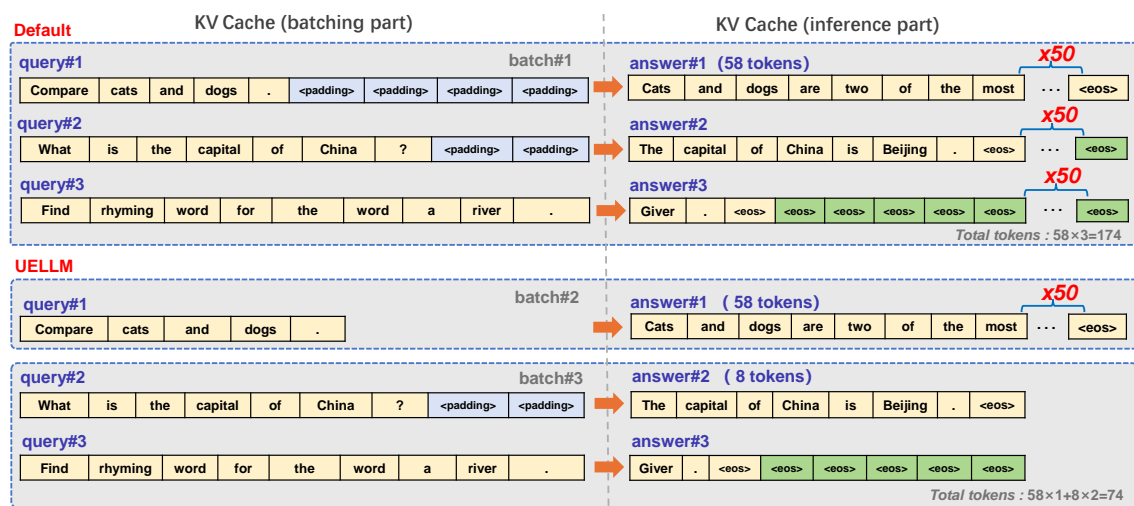 KV Cache (batching part) KV Cache (inference part)
Default
query#1 batch#1 answer#1 (58 tokens) x50
Compare cats and dogs . <padding> <padding> <padding> <padding> Cats and dogs are two of the most ... <eos>
query#2 answer#2 x50
What is the capital of China ? <padding> <padding> The capital of China is Beijing . <eos> ... <eos>
query#3 answer#3 x50
Find rhyming word for the word a river . Giver . <eos> <eos> <eos> <eos> <eos> <eos> ... <eos>
Total tokens : 58×3=174
UELLM
query#1 batch#2 answer#1 ( 58 tokens) x50
Compare cats and dogs . Cats and dogs are two of the most ... <eos>
query#2 batch#3 answer#2 ( 8 tokens)
What is the capital of China ? <padding> <padding> The capital of China is Beijing . <eos>
query#3 answer#3
Find rhyming word for the word a river . Giver . <eos> <eos> <eos> <eos> <eos> <eos>
Total tokens : 58×1+8×2=74